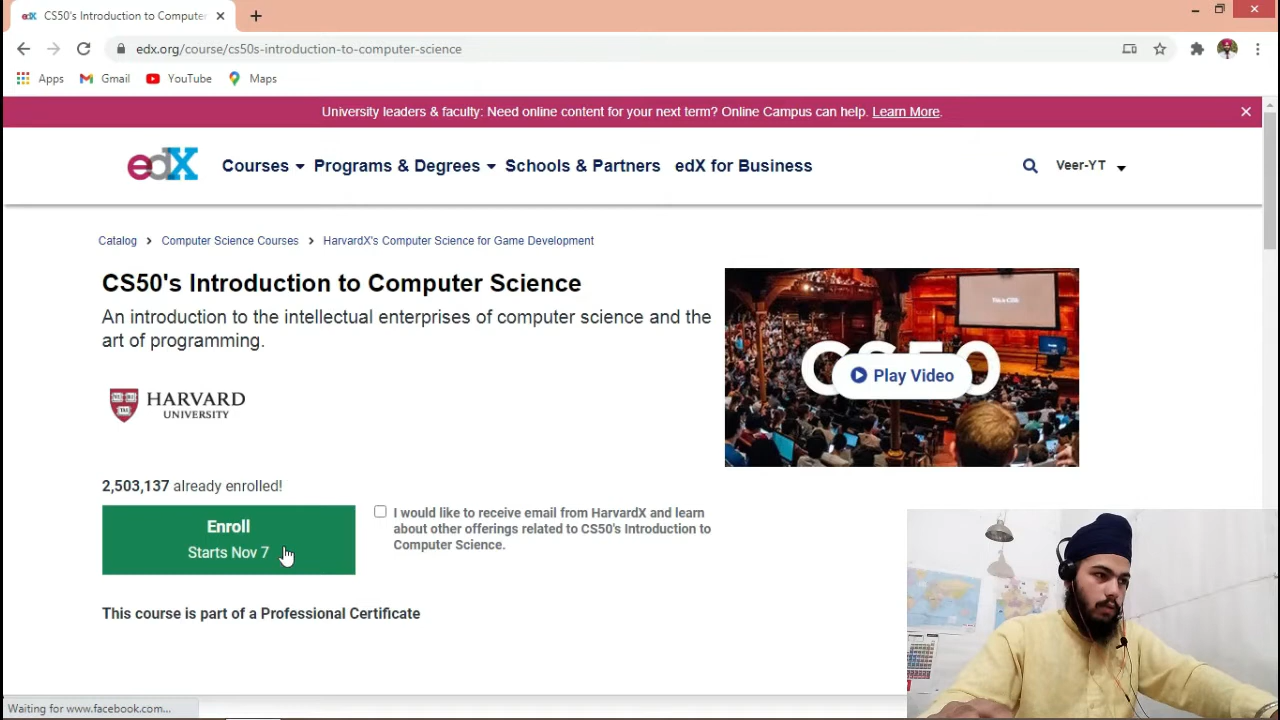 edX CS50's Introduction to Compute
edx.org/course/cs50s-introduction-to-computer-science
Apps Gmail YouTube Maps
University leaders & faculty: Need online content for your next term? Online Campus can help. Learn More.
edX Courses Programs & Degrees Schools & Partners edX for Business Veer-YT
Catalog Computer Science Courses HarvardX's Computer Science for Game Development
CS50's Introduction to Computer Science
An introduction to the intellectual enterprises of computer science and the
art of programming.
HARVARD
UNIVERSITY
CS50
Play Video
2,503,137 already enrolled!
Enroll
Starts Nov 7
I would like to receive email from HarvardX and learn
about other offerings related to CS50's Introduction to
Computer Science.
This course is part of a Professional Certificate
Waiting for www.facebook.com...